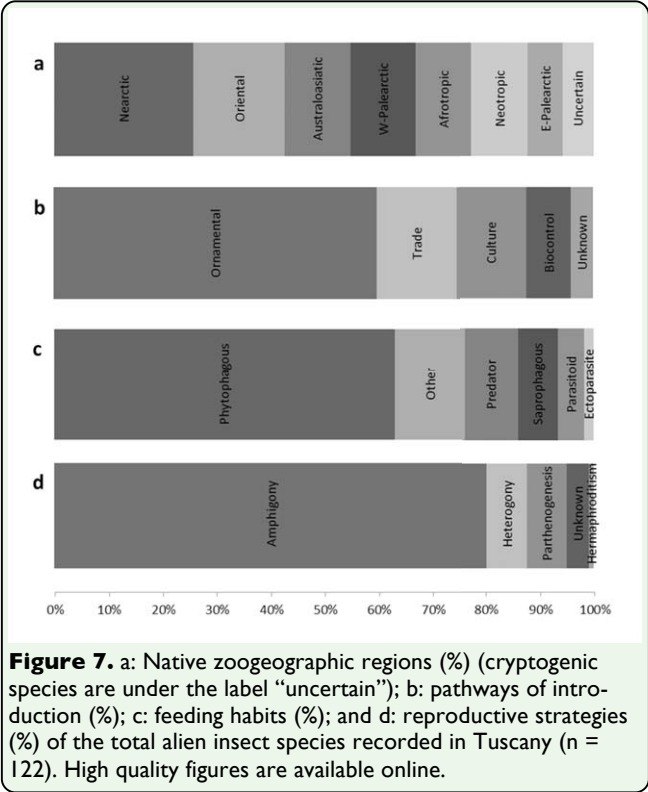 a
Nearctic
Oriental
Australoasiatic
W-Palearctic
Afrotropic
Neotropic
E-Palearctic
Uncertain
b
Ornamental
Trade
Culture
Biocontrol
Unknown
c
Phytophagous
Other
Predator
Saprophagous
Parasitoid
Ectoparasite
d
Amphigony
Heterogony
Parthenogenesis
Unknown
Hermaphroditism
0% 10% 20% 30% 40% 50% 60% 70% 80% 90% 100%
Figure 7. a: Native zoogeographic regions (%) (cryptogenic
species are under the label “uncertain”); b: pathways of intro-
duction (%); c: feeding habits (%); and d: reproductive strategies
(%) of the total alien insect species recorded in Tuscany (n =
122). High quality figures are available online.